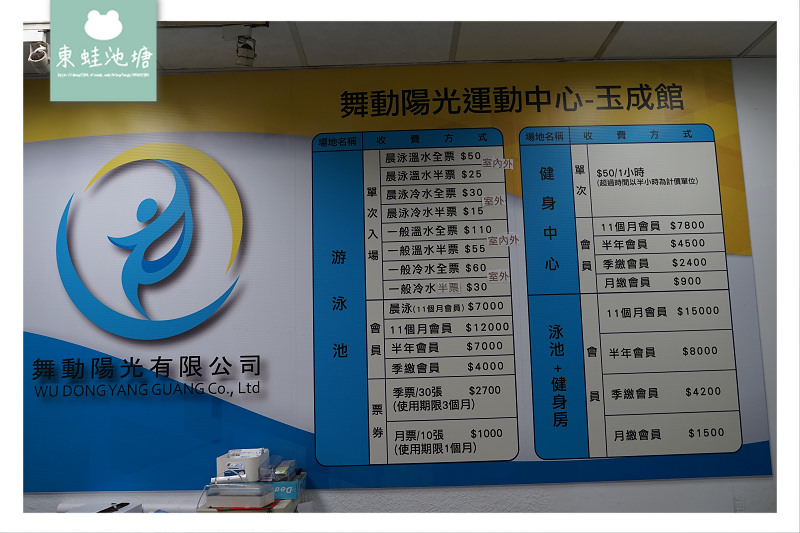 東蛙池塘
舞動陽光運動中心-玉成館
舞動陽光有限公司
WU DONG YANG GUANG Co., Ltd
場地名稱 收費方式
游泳池
單次入場
晨泳溫水全票 $50 室內外
晨泳溫水半票 $25
晨泳冷水全票 $30 室外
晨泳冷水半票 $15
一般溫水全票 $110 室內外
一般溫水半票 $55
一般冷水全票 $60 室外
一般冷水半票 $30
會員
晨泳(11個月會員) $7000
11個月會員 $12000
半年會員 $7000
季繳會員 $4000
票券
季票/30張 $2700
(使用期限3個月)
月票/10張 $1000
(使用期限1個月)
場地名稱 收費方式
健身中心
單次
$50/1小時
(超過時間以半小時為計價單位)
會員
11個月會員 $7800
半年會員 $4500
季繳會員 $2400
月繳會員 $900
泳池+健身房
會員
11個月會員 $15000
半年會員 $8000
季繳會員 $4200
月繳會員 $1500